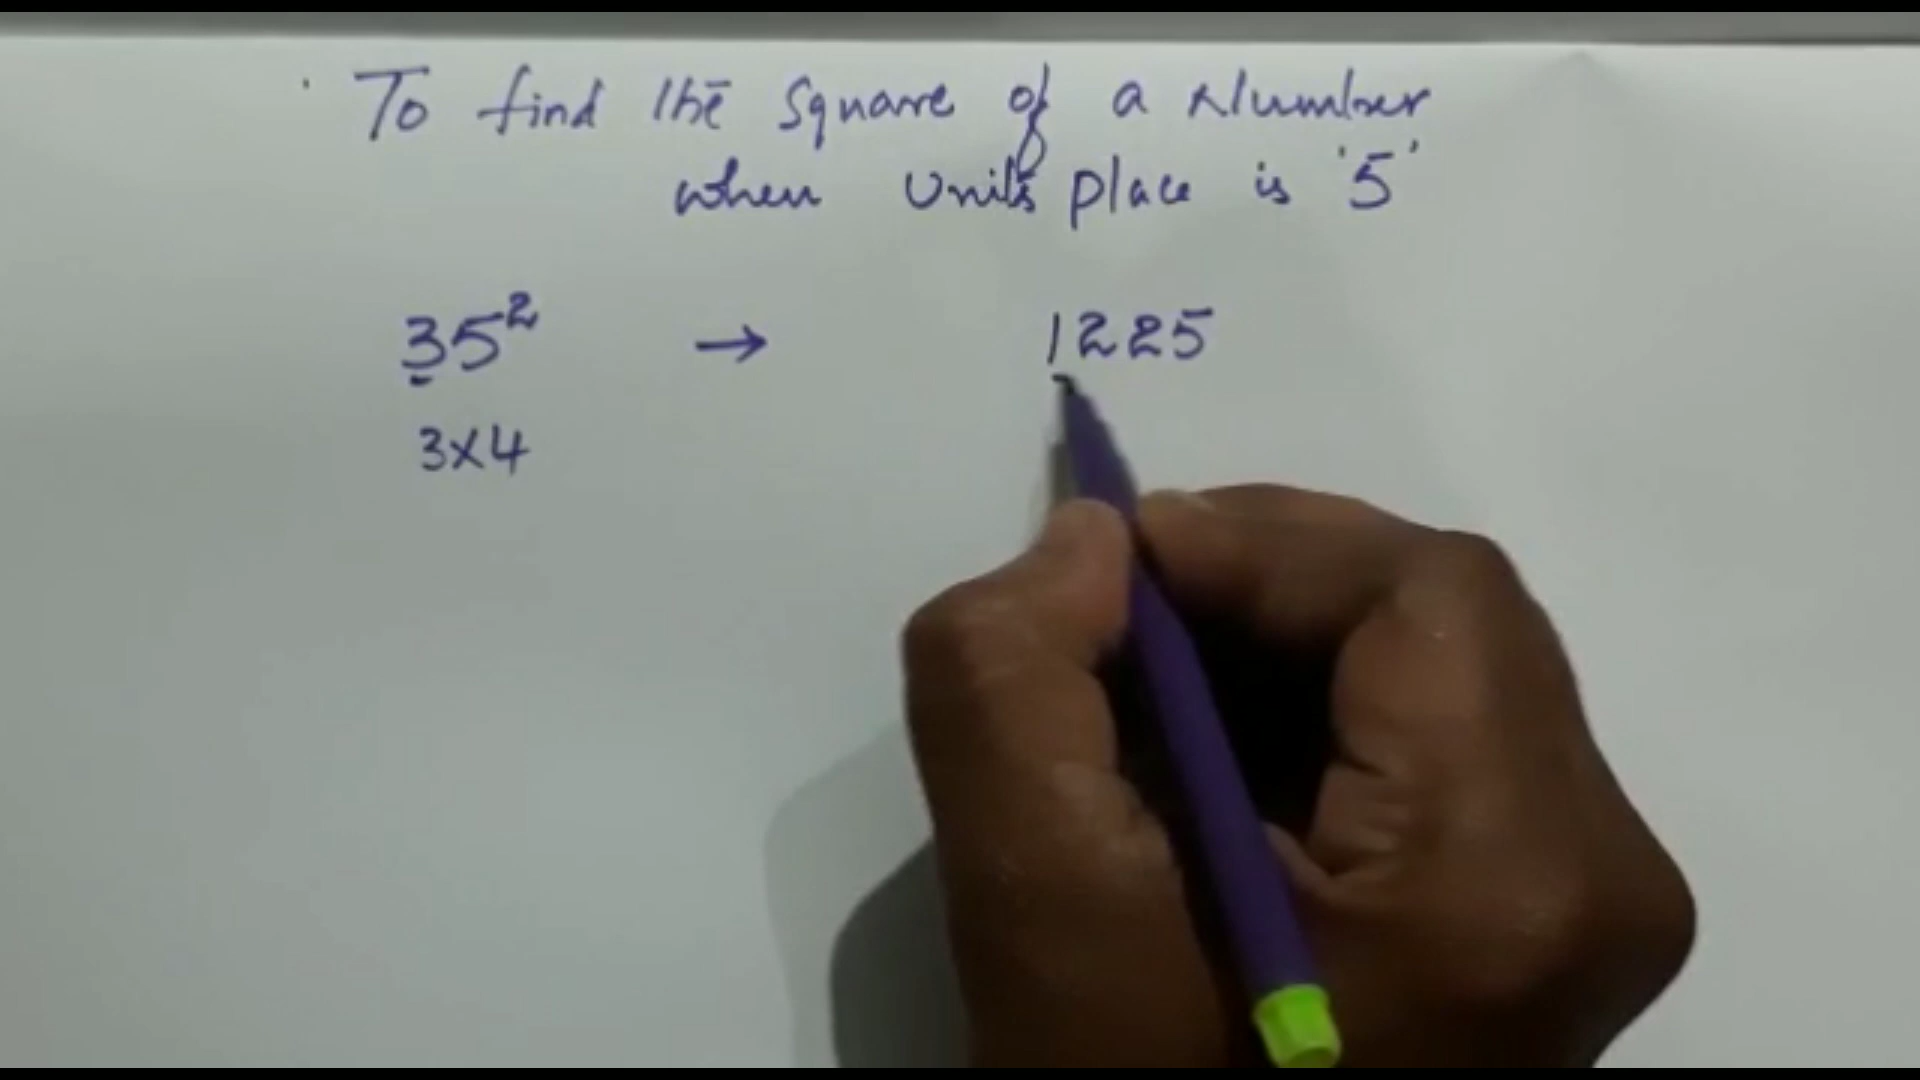 To find the square of a Number
when Units place is '5'
35² → 1225
3x4